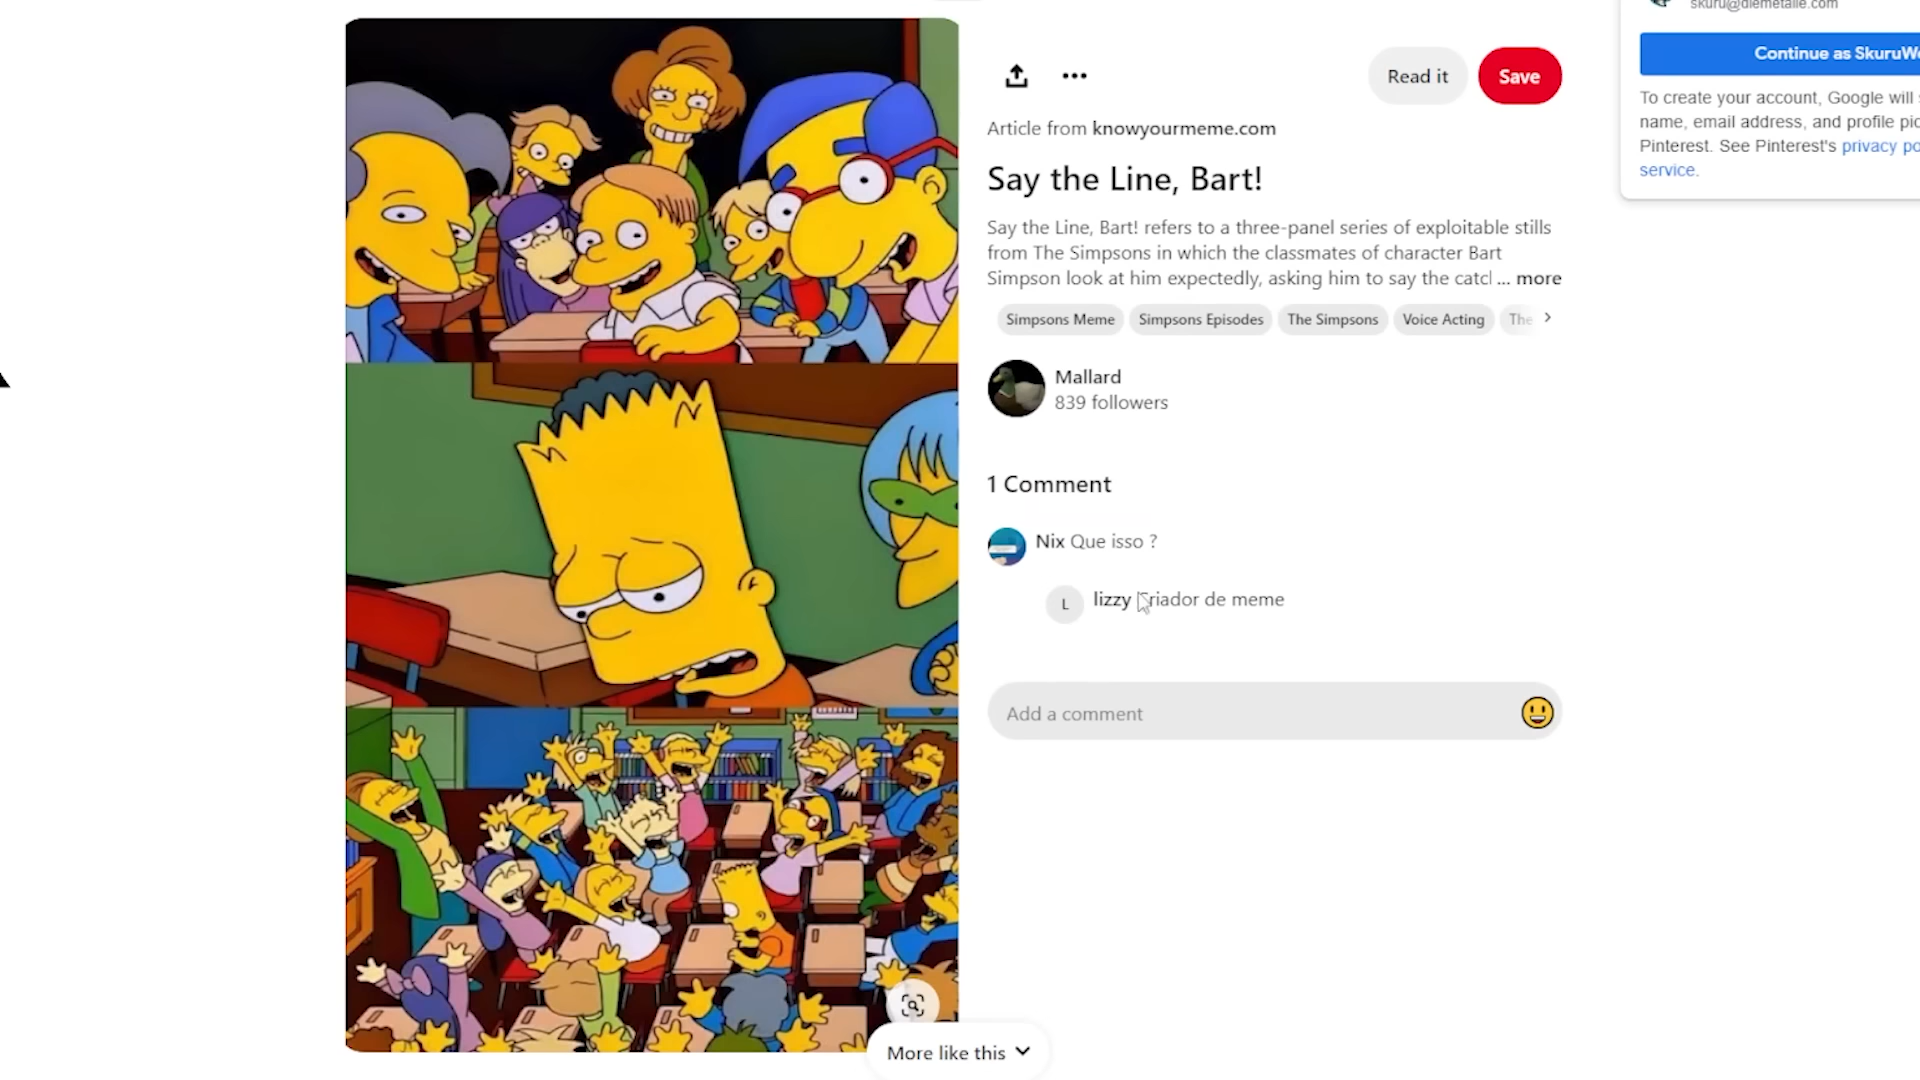 skuru@diemetalle.com
Continue as
To create your account, Google will
name, email address, and profile
Pinterest. See Pinterest's privacy
service.
Read it
Save
Article from knowyourmeme.com
Say the Line, Bart!
Say the Line, Bart! refers to a three-panel series of exploitable stills
from The Simpsons in which the classmates of character Bart
Simpson look at him expectedly, asking him to say the catcl ... more
Simpsons Meme
Simpsons Episodes
The Simpsons
Voice Acting
The
Mallard
839 followers
1 Comment
Nix Que isso ?
L
lizzy Criador de meme
Add a comment
More like this